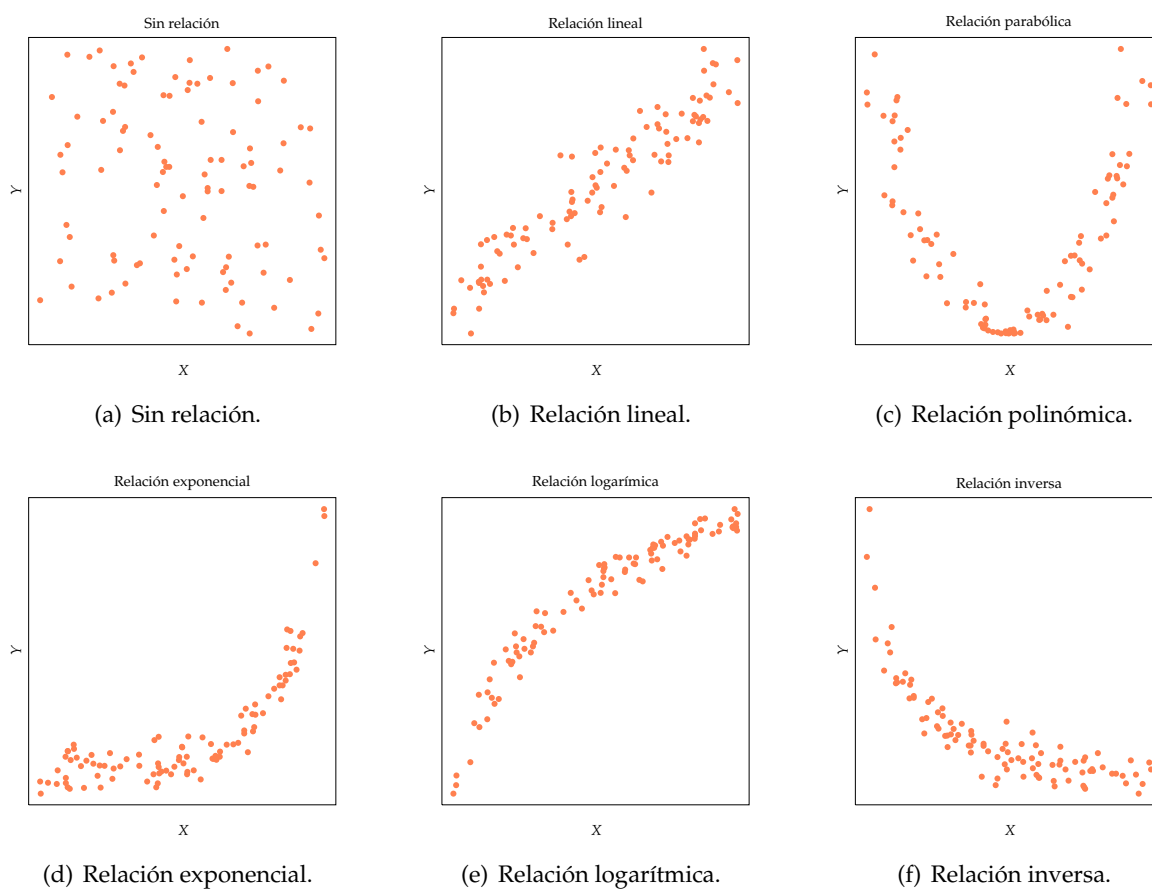 Sin relación
Y
X
(a) Sin relación.
Relación lineal
Y
X
(b) Relación lineal.
Relación parabólica
Y
X
(c) Relación polinómica.
Relación exponencial
Y
X
(d) Relación exponencial.
Relación logarímica
Y
X
(e) Relación logarítmica.
Relación inversa
Y
X
(f) Relación inversa.